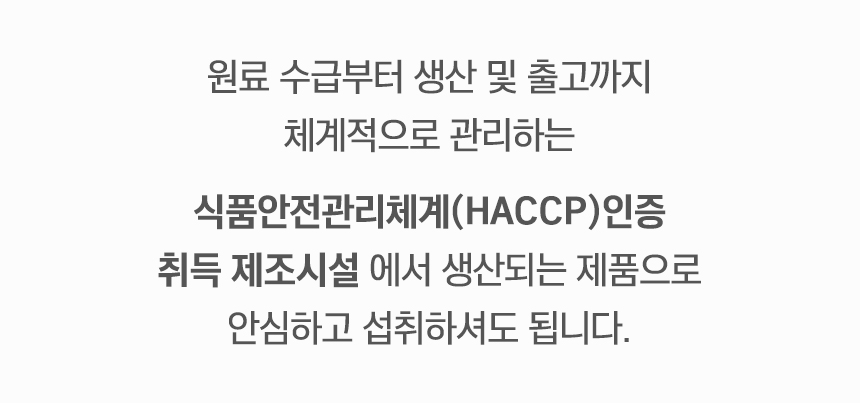 원료 수급부터 생산 및 출고까지
체계적으로 관리하는
식품안전관리체계(HACCP)인증
취득 제조시설 에서 생산되는 제품으로
안심하고 섭취하셔도 됩니다.